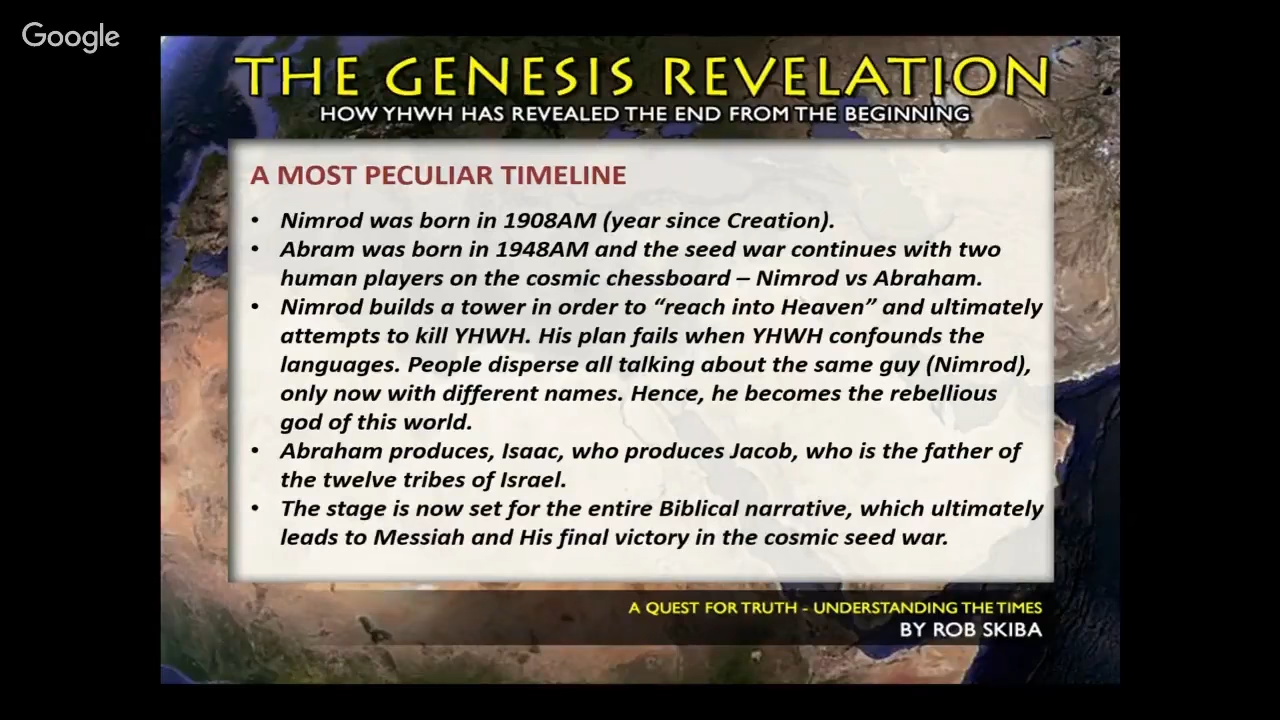 Google
THE GENESIS REVELATION
HOW YHWH HAS REVEALED THE END FROM THE BEGINNING
A MOST PECULIAR TIMELINE
• Nimrod was born in 1908AM (year since Creation).
• Abram was born in 1948AM and the seed war continues with two
human players on the cosmic chessboard – Nimrod vs Abraham.
• Nimrod builds a tower in order to “reach into Heaven” and ultimately
attempts to kill YHWH. His plan fails when YHWH confounds the
languages. People disperse all talking about the same guy (Nimrod),
only now with different names. Hence, he becomes the rebellious
god of this world.
• Abraham produces, Isaac, who produces Jacob, who is the father of
the twelve tribes of Israel.
• The stage is now set for the entire Biblical narrative, which ultimately
leads to Messiah and His final victory in the cosmic seed war.
A QUEST FOR TRUTH - UNDERSTANDING THE TIMES
BY ROB SKIBA